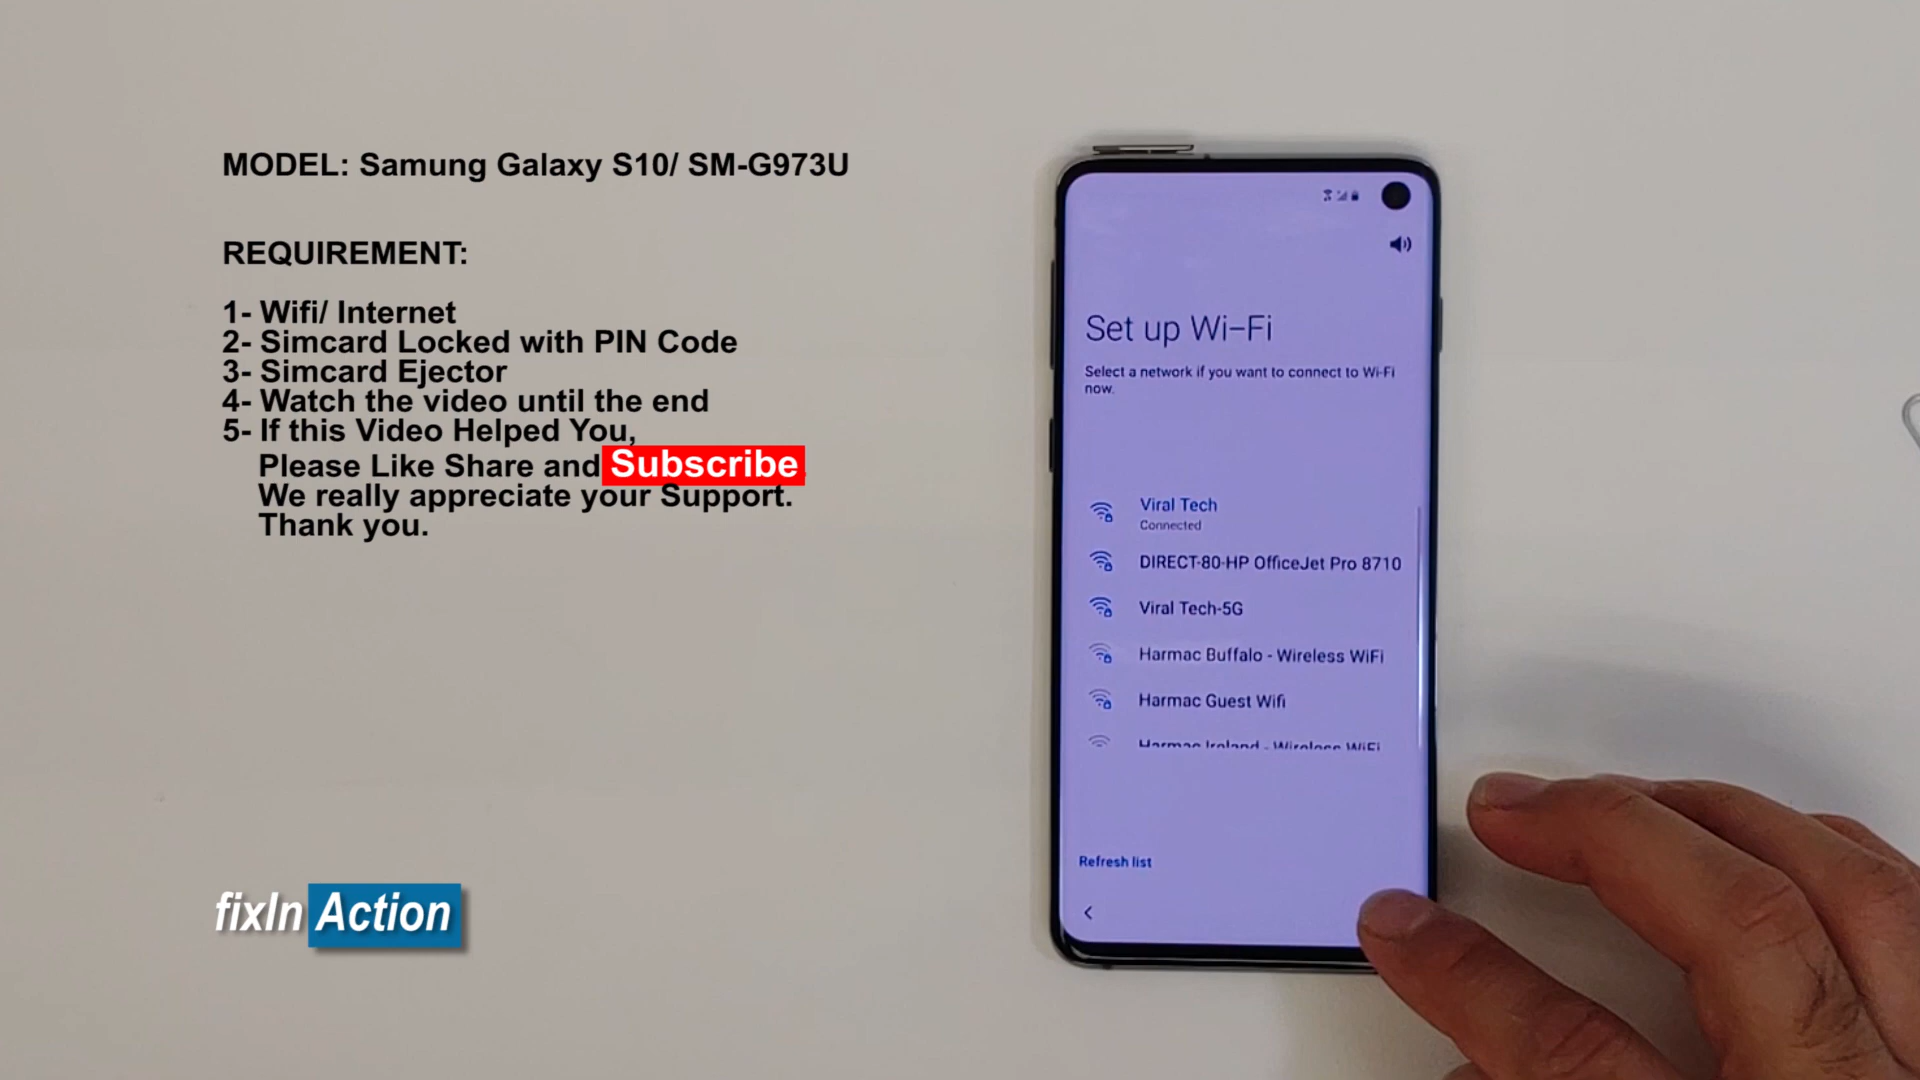 MODEL: Samung Galaxy S10/ SM-G973U
REQUIREMENT:
1- Wifi/ Internet
2- Simcard Locked with PIN Code
3- Simcard Ejector
4- Watch the video until the end
5- If this Video Helped You,
Please Like Share and Subscribe
We really appreciate your Support.
Thank you.
fixIn Action
Set up Wi-Fi
Select a network if you want to connect to Wi-Fi
now.
Viral Tech
Connected
DIRECT-80-HP OfficeJet Pro 8710
Viral Tech-5G
Harmac Buffalo - Wireless WiFi
Harmac Guest Wifi
Harmac Ireland - Wireless WiFi
Refresh list